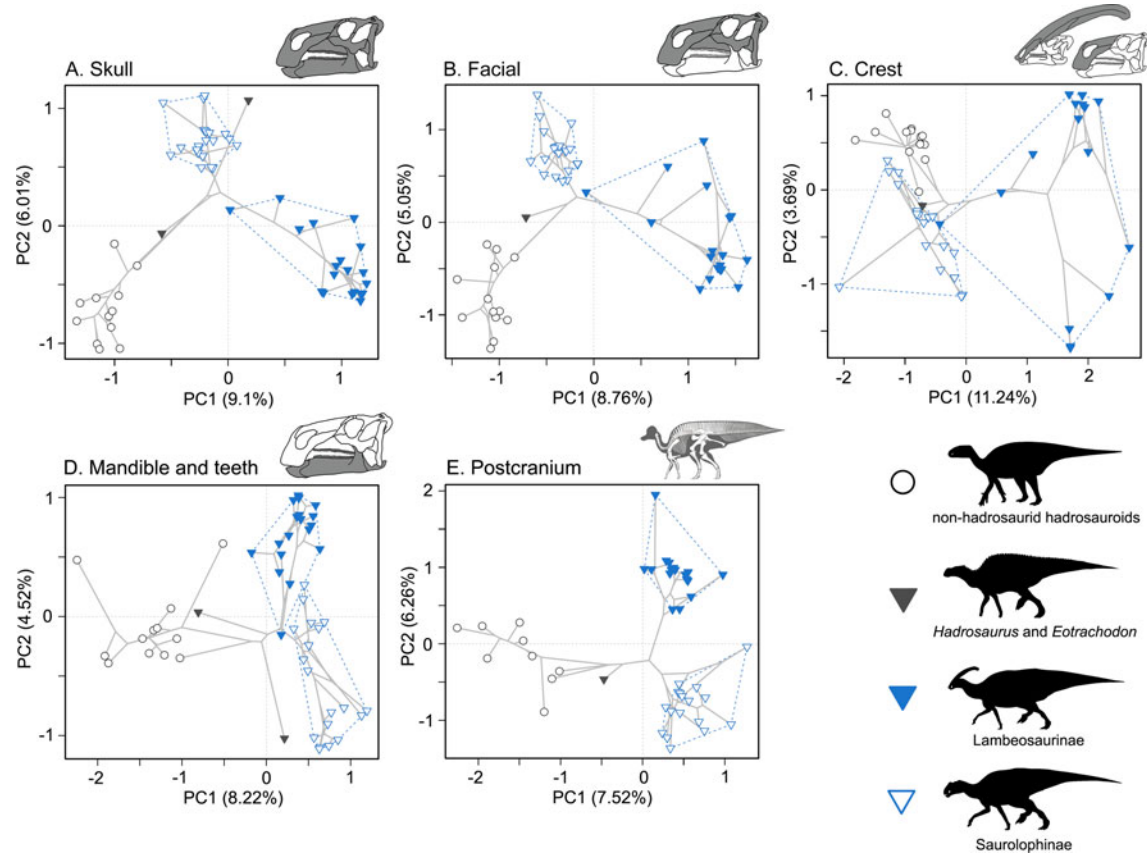 A. Skull
B. Facial
C. Crest
PC2 (6.01%)
1
0
-1
-1
0
1
PC1 (9.1%)
PC2 (5.05%)
1
0
-1
-1
0
1
PC1 (8.76%)
PC2 (3.69%)
1
0
-1
-2
-1
0
1
2
PC1 (11.24%)
D. Mandible and teeth
E. Postcranium
PC2 (4.52%)
1
0
-1
-2
-1
0
1
PC1 (8.22%)
PC2 (6.26%)
2
1
0
-1
-2
-1
0
1
PC1 (7.52%)
non-hadrosaurid hadrosauroids
Hadrosaurus and Eotrachodon
Lambeosaurinae
Saurolophinae